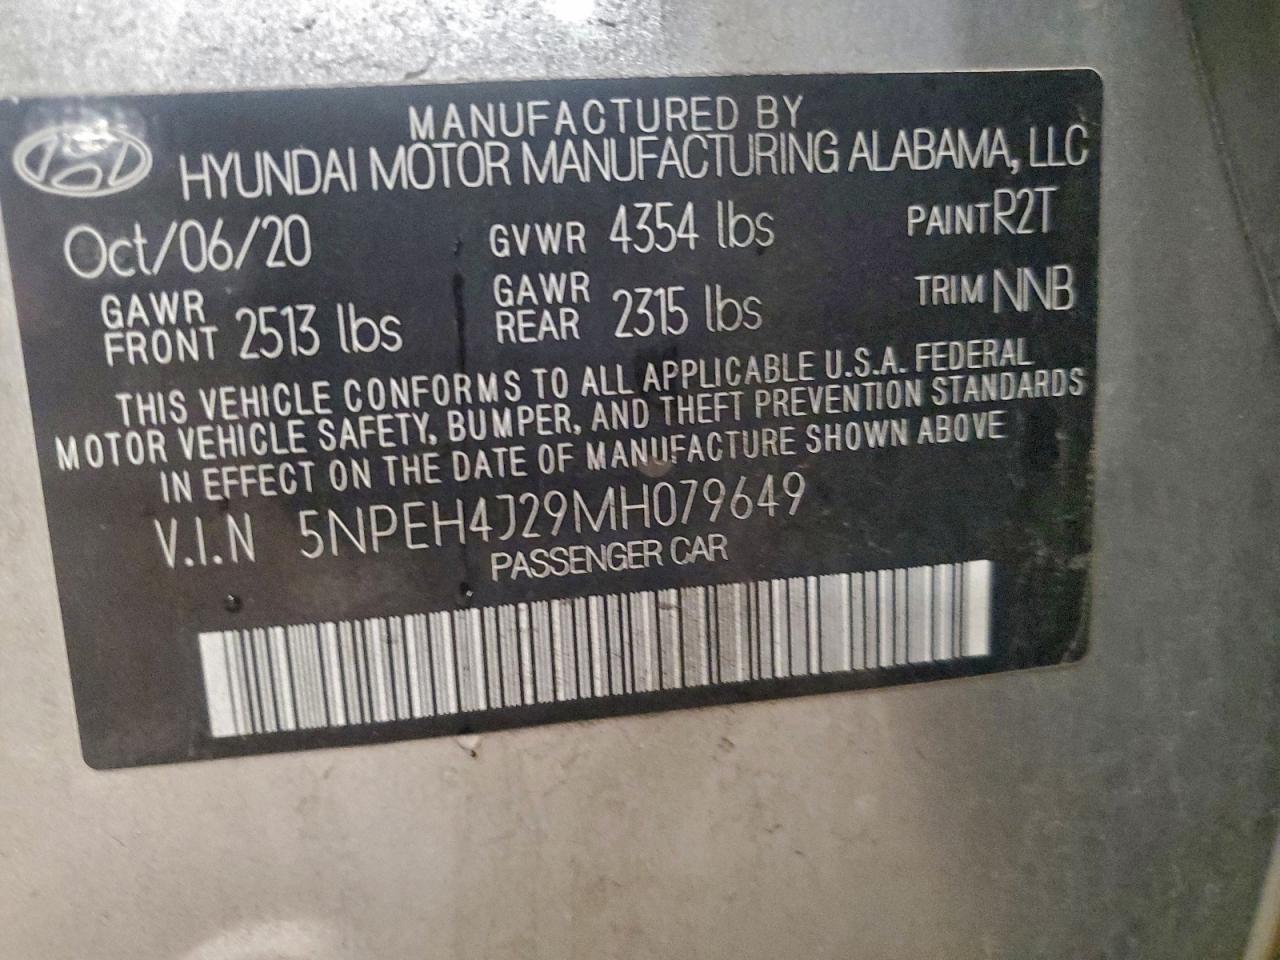 MANUFACTURED BY
HYUNDAI MOTOR MANUFACTURING ALABAMA, LLC
Oct/06/20 GVWR 4354 lbs PAINT R2T
GAWR FRONT 2513 lbs GAWR REAR 2315 lbs TRIM NNB
THIS VEHICLE CONFORMS TO ALL APPLICABLE U.S.A. FEDERAL
MOTOR VEHICLE SAFETY, BUMPER, AND THEFT PREVENTION STANDARDS
IN EFFECT ON THE DATE OF MANUFACTURE SHOWN ABOVE
V.I.N 5NPEH4J29MH079649
PASSENGER CAR